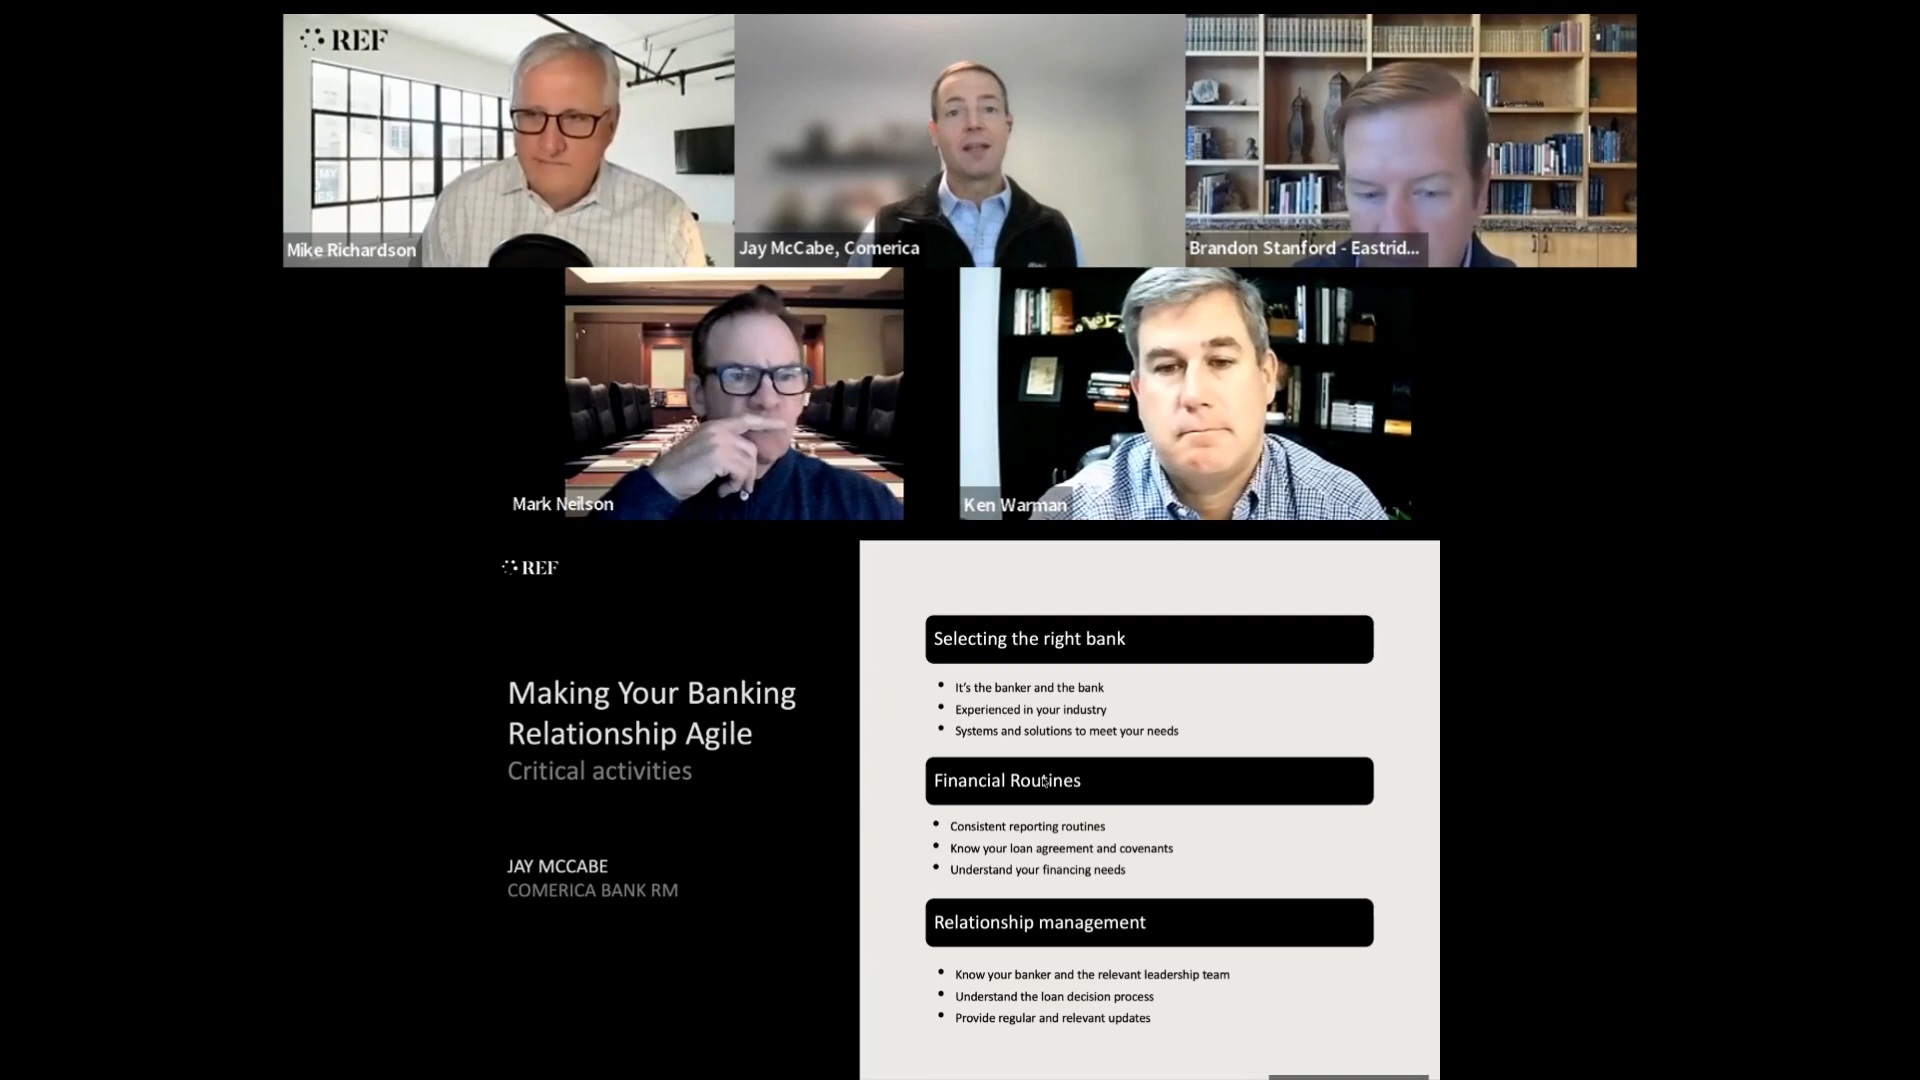 REF
Mike Richardson
Jay McCabe, Comerica
Brandon Stanford - Eastrid...
Mark Neilson
Ken Warman
REF
Making Your Banking
Relationship Agile
Critical activities
JAY MCCABE
COMERICA BANK RM
Selecting the right bank
• It's the banker and the bank
• Experienced in your industry
• Systems and solutions to meet your needs
Financial Routines
• Consistent reporting routines
• Know your loan agreement and covenants
• Understand your financing needs
Relationship management
• Know your banker and the relevant leadership team
• Understand the loan decision process
• Provide regular and relevant updates